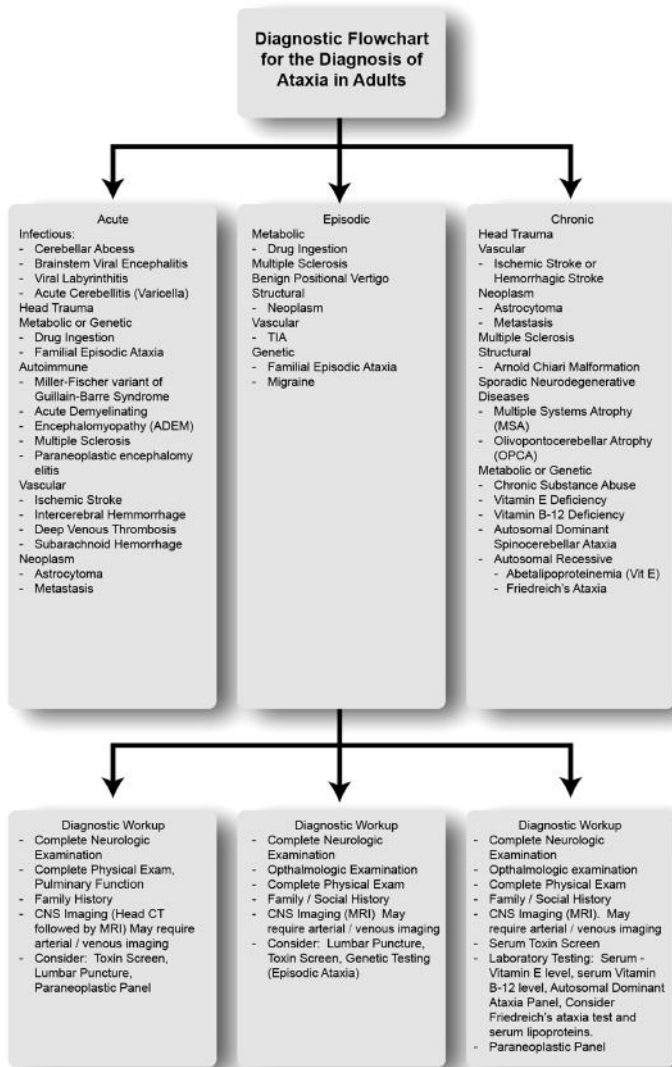 Diagnostic Flowchart
for the Diagnosis of
Ataxia in Adults
Acute
Infectious:
- Cerebellar Abcess
- Brainstem Viral Encephalitis
- Viral Labyrinthitis
- Acute Cerebellitis (Varicella)
Head Trauma
Metabolic or Genetic
- Drug Ingestion
- Familial Episodic Ataxia
Autoimmune
- Miller-Fischer variant of
Guillain-Barre Syndrome
- Acute Demyelinating
- Encephalomyopathy (ADEM)
- Multiple Sclerosis
- Paraneoplastic encephalomy
elitis
Vascular
- Ischemic Stroke
- Intercerebral Hemmorrhage
- Deep Venous Thrombosis
- Subarachnoid Hemorrhage
Neoplasm
- Astrocytoma
- Metastasis
Episodic
Metabolic
- Drug Ingestion
Multiple Sclerosis
Benign Positional Vertigo
Structural
- Neoplasm
Vascular
- TIA
Genetic
- Familial Episodic Ataxia
- Migraine
Chronic
Head Trauma
Vascular
- Ischemic Stroke or
Hemorrhagic Stroke
Neoplasm
- Astrocytoma
- Metastasis
Multiple Sclerosis
Structural
- Arnold Chiari Malformation
Sporadic Neurodegenerative
Diseases
- Multiple Systems Atrophy
(MSA)
- Olivopontocerebellar Atrophy
(OPCA)
Metabolic or Genetic
- Chronic Substance Abuse
- Vitamin E Deficiency
- Vitamin B-12 Deficiency
- Autosomal Dominant
Spinocerebellar Ataxia
- Autosomal Recessive
- Abetalipoproteinemia (Vit E)
- Friedreich's Ataxia
Diagnostic Workup
- Complete Neurologic
Examination
- Complete Physical Exam,
Pulminary Function
- Family History
- CNS Imaging (Head CT
followed by MRI) May require
arterial / venous imaging
- Consider: Toxin Screen,
Lumbar Puncture,
Paraneoplastic Panel
Diagnostic Workup
- Complete Neurologic
Examination
- Opthalmologic Examination
- Complete Physical Exam
- Family / Social History
- CNS Imaging (MRI) May
require arterial / venous imaging
- Consider: Lumbar Puncture,
Toxin Screen, Genetic Testing
(Episodic Ataxia)
Diagnostic Workup
- Complete Neurologic
Examination
- Opthalmologic examination
- Complete Physical Exam
- Family / Social History
- CNS Imaging (MRI). May
require arterial / venous imaging
- Serum Toxin Screen
- Laboratory Testing: Serum -
Vitamin E level, serum Vitamin
B-12 level, Autosomal Dominant
Ataxia Panel, Consider
Friedreich's ataxia test and
serum lipoproteins.
- Paraneoplastic Panel